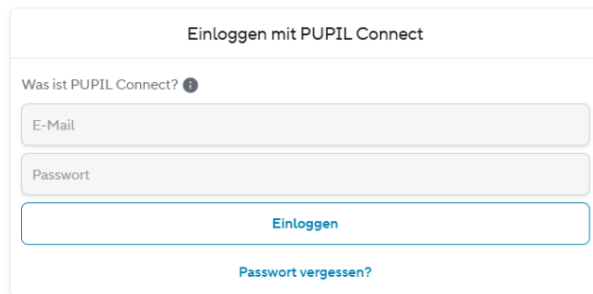 Einloggen mit PUPIL Connect
Was ist PUPIL Connect?
E-Mail
Passwort
Einloggen
Passwort vergessen?